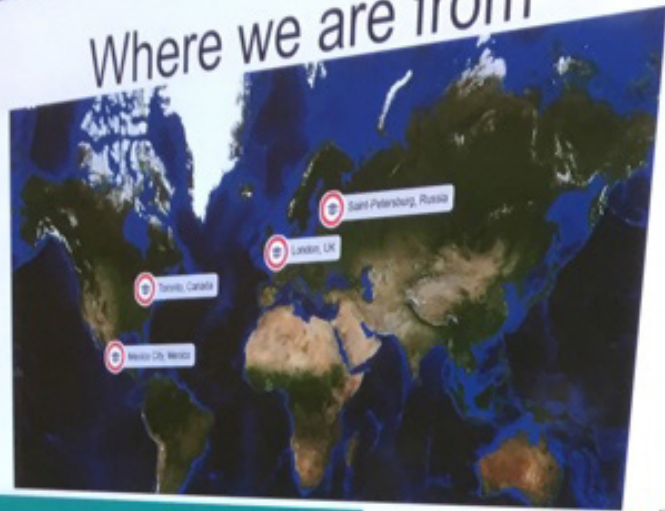 Where we are from
Saint-Petersburg, Russia
London, UK
Toronto, Canada
Mexico City, Mexico